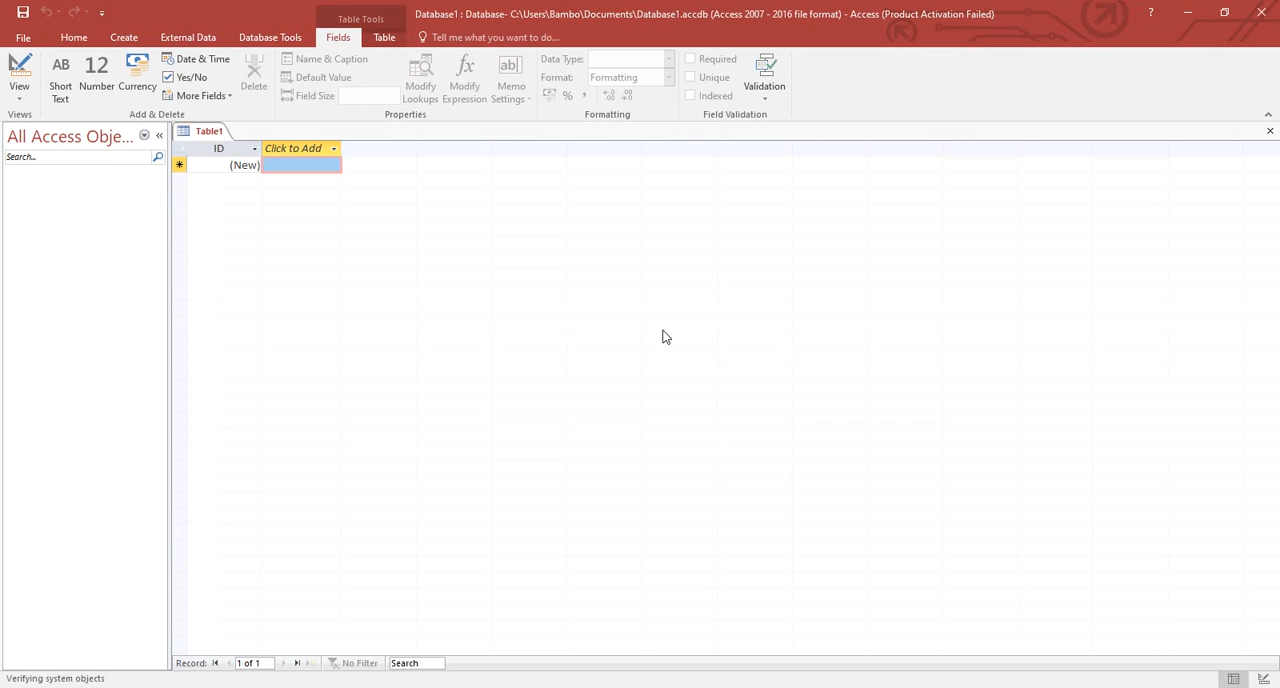 Table Tools
Database1 : Database- C:\Users\Bambo\Documents\Database1.accdb (Access 2007 - 2016 file format) - Access (Product Activation Failed)
?
File
Home
Create
External Data
Database Tools
Fields
Table
Tell me what you want to do...
View
AB
Short
Text
12
Number
Currency
Date & Time
Yes/No
More Fields
Delete
Name & Caption
Default Value
Field Size
Modify
Lookups
fx
Modify
Expression
ab|
Memo
Settings
Data Type:
Format:
Formatting
%
Required
Unique
Indexed
Validation
Views
Add & Delete
Properties
Formatting
Field Validation
All Access Obje...
Search...
Table1
ID
Click to Add
(New)
Record:
1 of 1
No Filter
Search
Verifying system objects